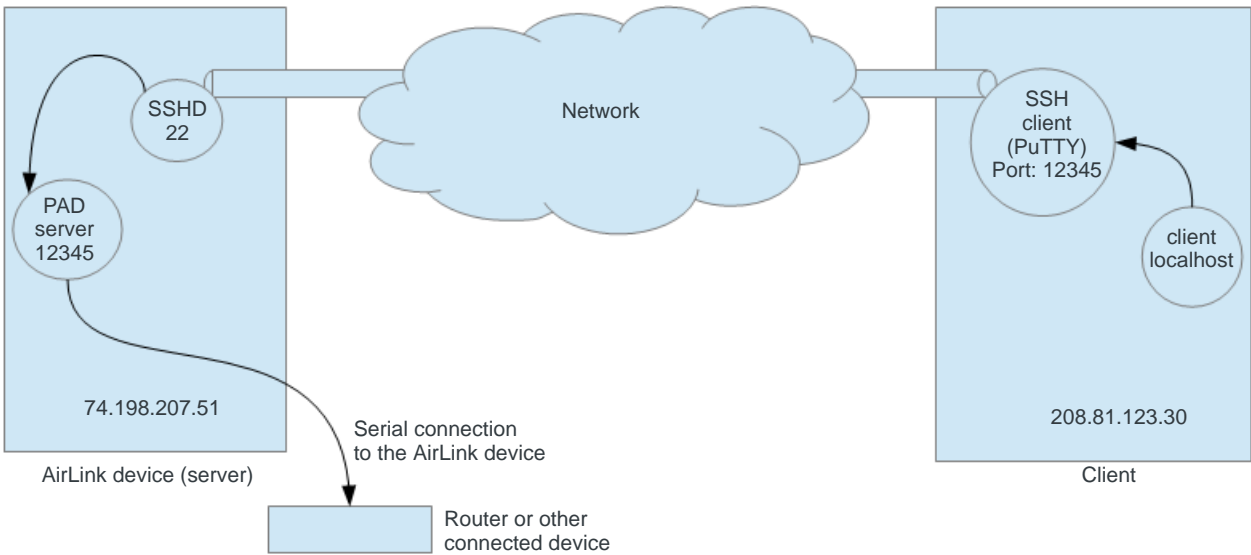 SSHD
22
PAD
server
12345
74.198.207.51
AirLink device (server)
Network
SSH
client
(PuTTY)
Port: 12345
client
localhost
208.81.123.30
Client
Serial connection
to the AirLink device
Router or other
connected device